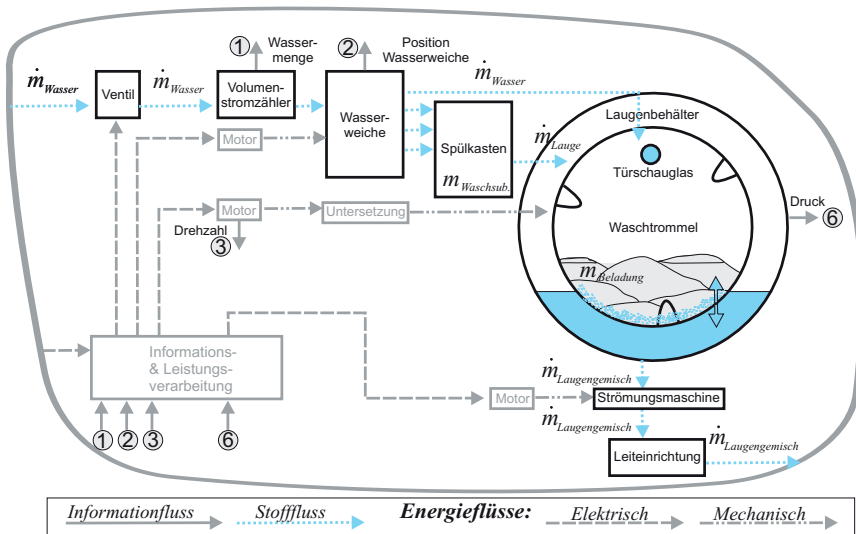 ①
Wasser-
menge
②
Position
Wasserweiche
ṁWasser
ṁWasser
Ventil
ṁWasser
Volumen-
stromzähler
Wasser-
weiche
Motor
Spülkasten
mWaschsub.
ṁLauge
Laugenbehälter
Türschauglas
Motor
Untersetzung
Drehzahl
③
Waschtrommel
Druck
⑥
mBeladung
Informations-
& Leistungs-
verarbeitung
①
②
③
⑥
ṁLaugengemisch
Motor
Strömungsmaschine
ṁLaugengemisch
Leiteinrichtung
ṁLaugengemisch
Informationfluss
Stofffluss
Energieflüsse:
Elektrisch
Mechanisch